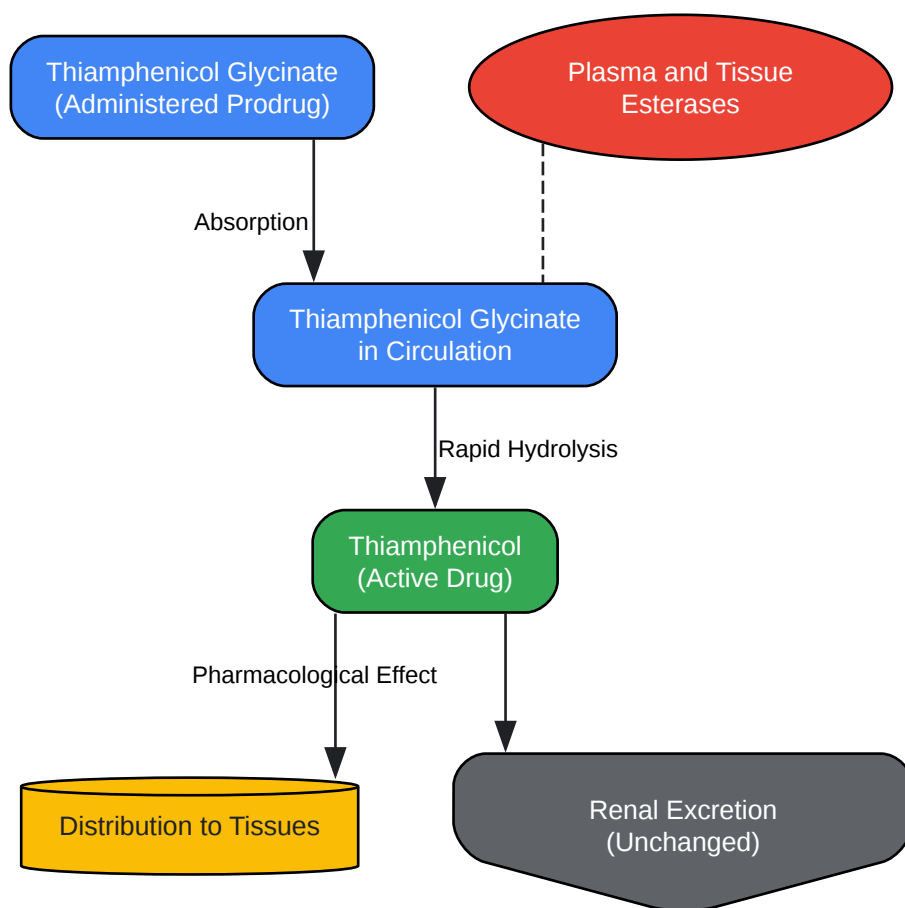 Thiamphenicol Glycinate
(Administered Prodrug)
Plasma and Tissue
Esterases
Absorption
Thiamphenicol Glycinate
in Circulation
Rapid Hydrolysis
Thiamphenicol
(Active Drug)
Pharmacological Effect
Distribution to Tissues
Renal Excretion
(Unchanged)